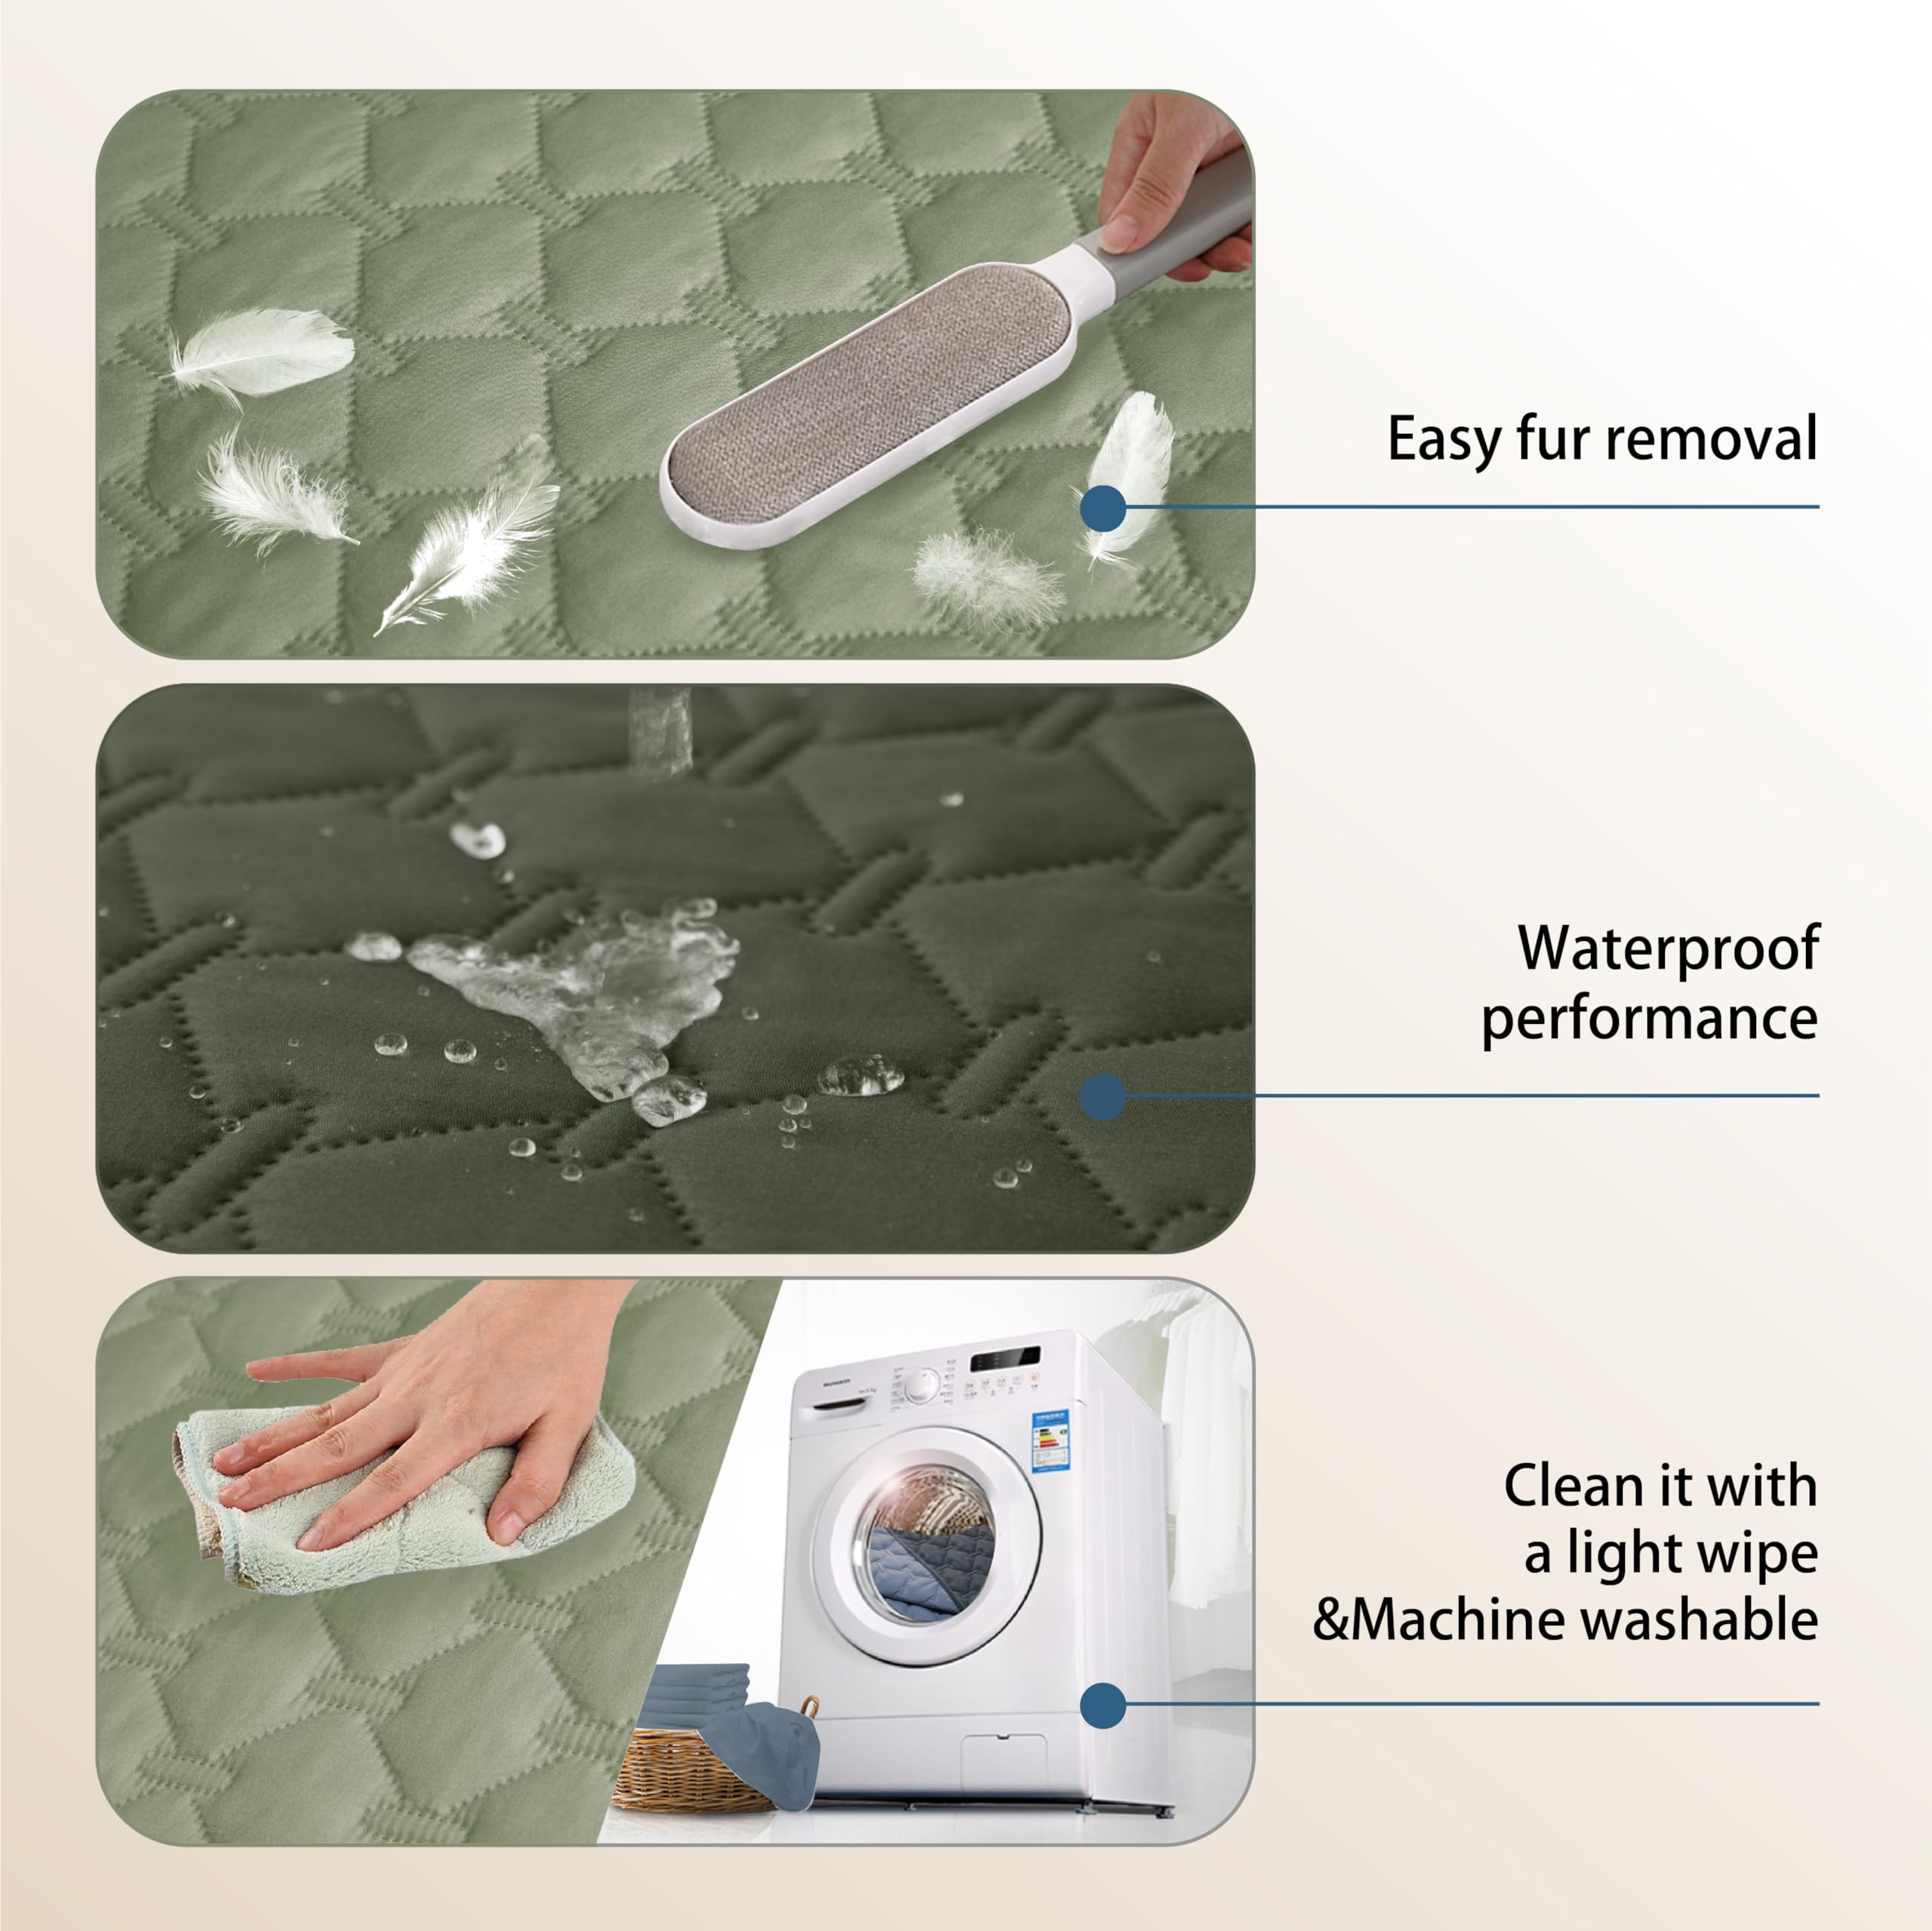 Easy fur removal
Waterproof
performance
Clean it with
a light wipe
&Machine washable